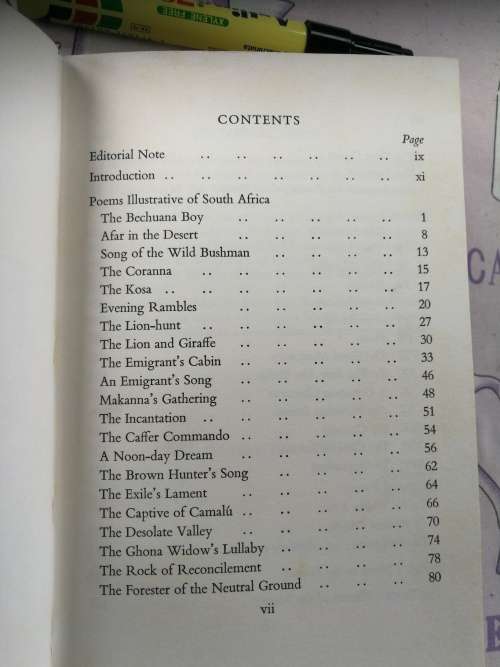 XYLENE FREE
CONTENTS
Page
Editorial Note .. .. .. .. .. .. ix
Introduction .. .. .. .. .. .. .. xi
Poems Illustrative of South Africa
The Bechuana Boy .. .. .. .. .. 1
Afar in the Desert .. .. .. .. .. 8
Song of the Wild Bushman .. .. .. .. 13
The Coranna .. .. .. .. .. .. 15
The Kosa .. .. .. .. .. .. .. 17
Evening Rambles .. .. .. .. .. 20
The Lion-hunt .. .. .. .. .. .. 27
The Lion and Giraffe .. .. .. .. .. 30
The Emigrant's Cabin .. .. .. .. .. 33
An Emigrant's Song .. .. .. .. .. 46
Makanna's Gathering .. .. .. .. .. 48
The Incantation .. .. .. .. .. .. 51
The Caffer Commando .. .. .. .. .. 54
A Noon-day Dream .. .. .. .. .. 56
The Brown Hunter's Song .. .. .. .. 62
The Exile's Lament .. .. .. .. .. 64
The Captive of Camalú .. .. .. .. .. 66
The Desolate Valley .. .. .. .. .. 70
The Ghona Widow's Lullaby .. .. .. .. 74
The Rock of Reconcilement .. .. .. .. 78
The Forester of the Neutral Ground .. .. .. 80
vii
CA